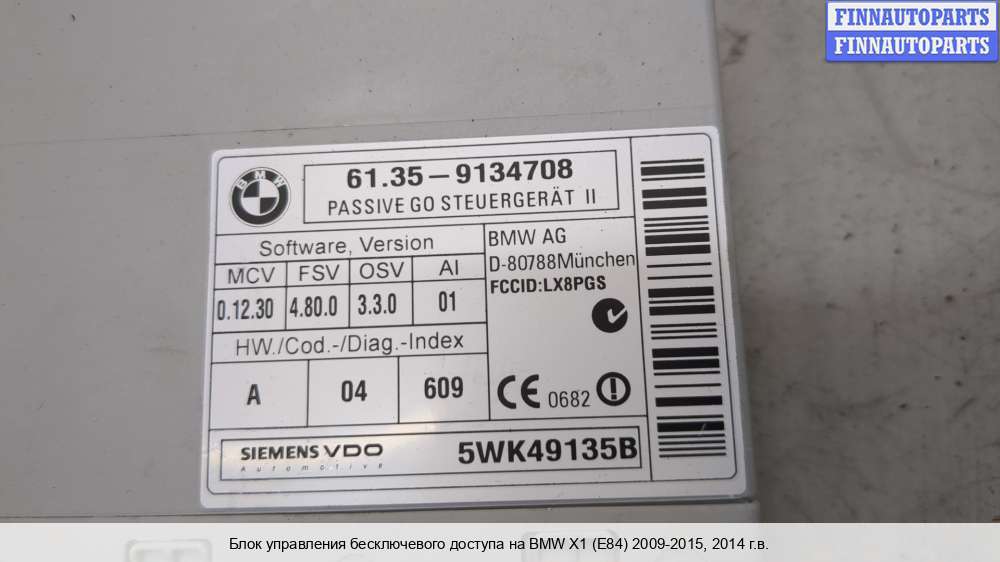 FINNAUTOPARTS
FINNAUTOPARTS
BMW
61.35–9134708
PASSIVE GO STEUERGERÄT II
Software, Version
MCV FSV OSV AI
0.12.30 4.80.0 3.3.0 01
HW./Cod.-/Diag.-Index
A 04 609
BMW AG
D-80788München
FCCID:LX8PGS
CE 0682
SIEMENS VDO
Automotive
5WK49135B
Блок управления бесключевого доступа на BMW X1 (E84) 2009-2015, 2014 г.в.